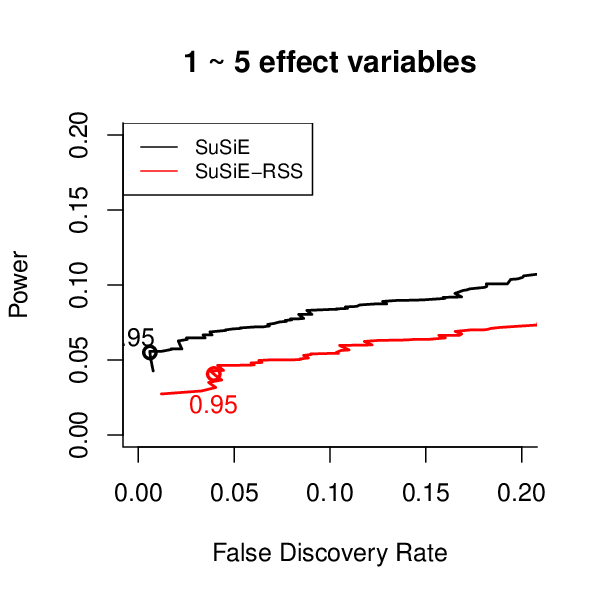 1 ~ 5 effect variables
SuSiE
SuSiE−RSS
Power
0.20
0.15
0.10
0.05
0.00
.95
0.95
0.00 0.05 0.10 0.15 0.20
False Discovery Rate